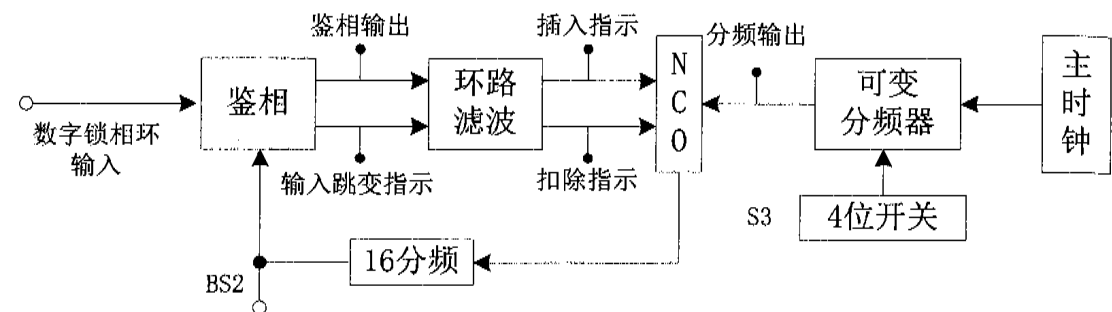 鉴相输出
插入指示
分频输出
数字锁相环
输入
鉴相
环路
滤波
N
C
O
可变
分频器
主
时
钟
输入跳变指示
扣除指示
S3
4位开关
16分频
BS2